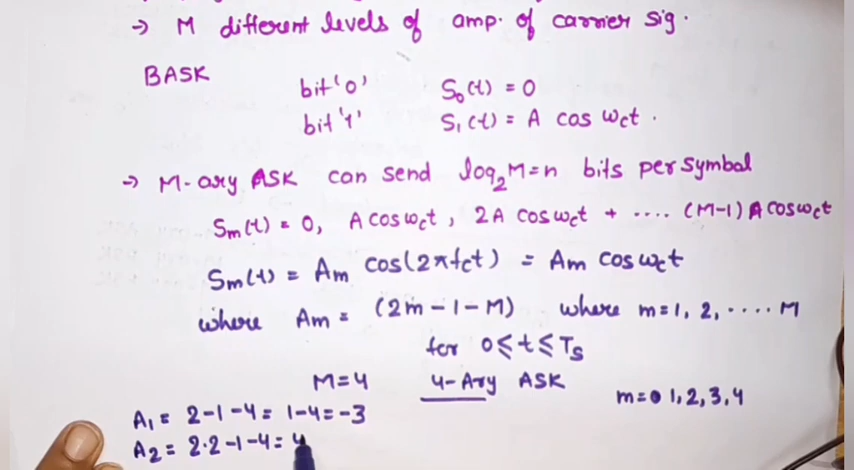 → M different levels of amp. of carrier sig.
BASK
bit '0' S₀(t) = 0
bit '1' S₁(t) = A cos ωct.
→ M-ary ASK can send log₂M=n bits per symbol
Sm(t) = 0, A cos ωct, 2A cos ωct + .... (M-1) A cos ωct
Sm(t) = Am cos(2πfct) = Am cos ωct
where Am = (2m-1-M) where m=1, 2, .... M
for 0≤t≤Ts
M=4 4-Ary ASK m=0 1,2,3,4
A₁ = 2-1-4 = 1-4 = -3
A₂ = 2·2-1-4 = 4